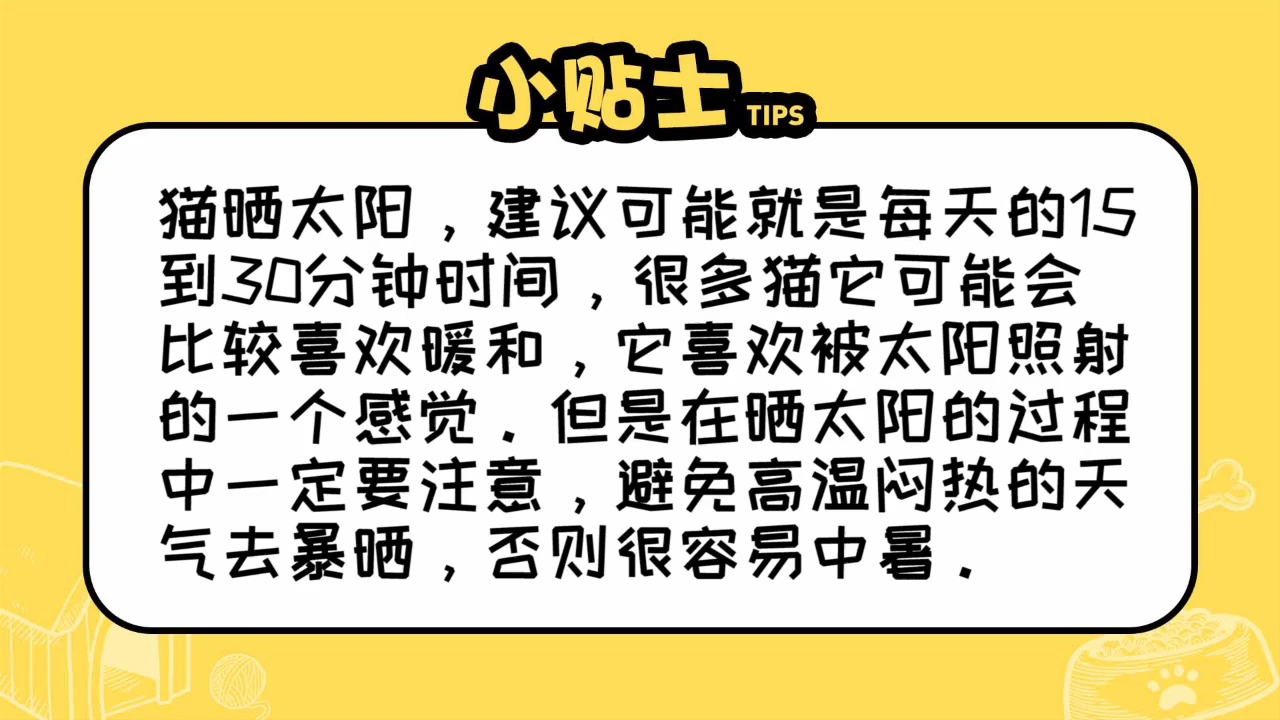 小贴士 TIPS
猫晒太阳，建议可能就是每天的15
到30分钟时间，很多猫它可能会
比较喜欢暖和，它喜欢被太阳照射
的一个感觉．但是在晒太阳的过程
中一定要注意，避免高温闷热的天
气去暴晒，否则很容易中暑．